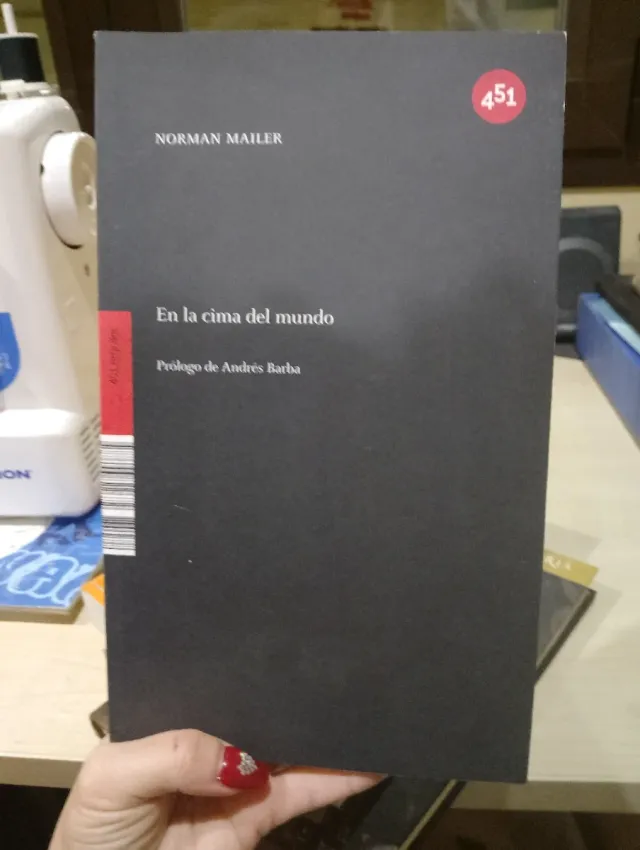 451
NORMAN MAILER
En la cima del mundo
Prólogo de Andrés Barba